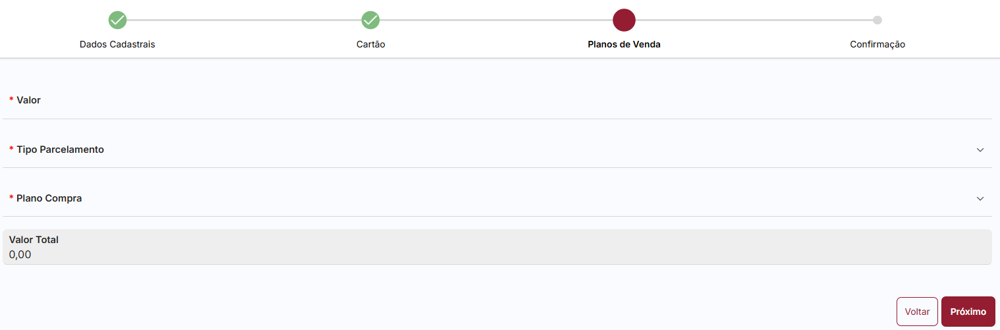 Dados Cadastrais
Cartão
Planos de Venda
Confirmação
* Valor
* Tipo Parcelamento
* Plano Compra
Valor Total
0,00
Voltar
Próximo